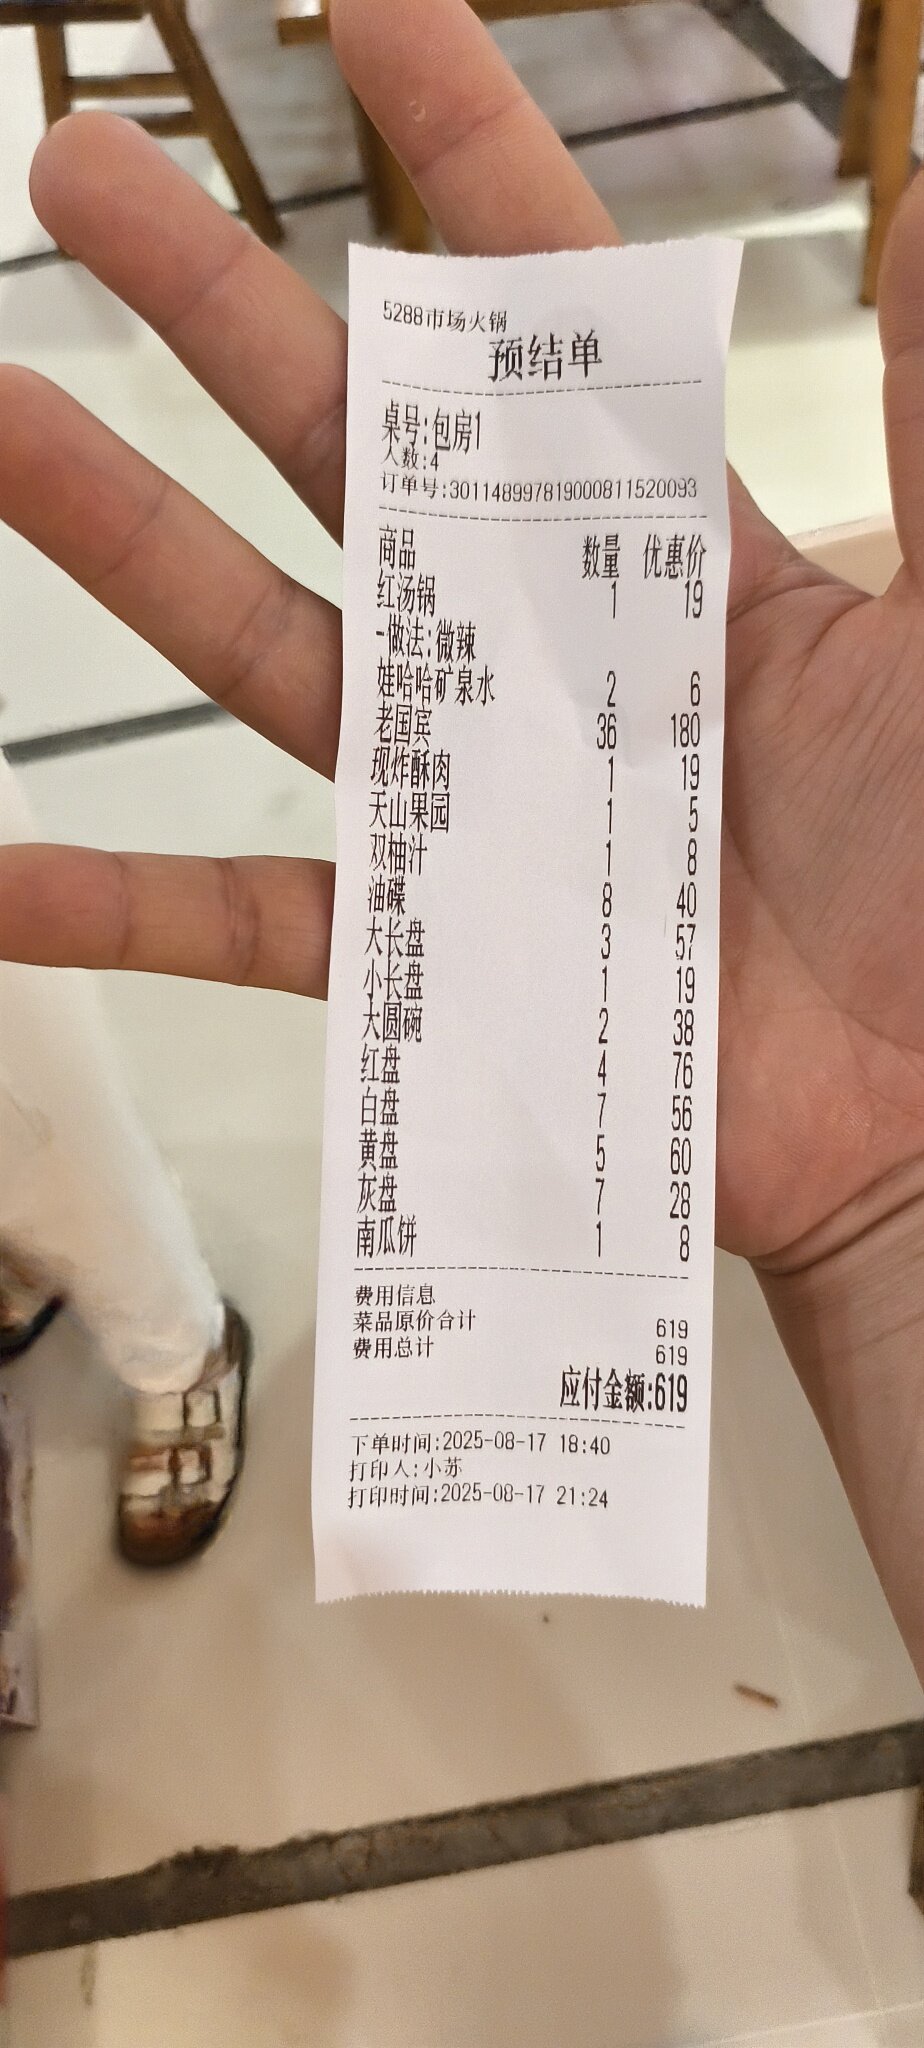 5288市场火锅
预结单
桌号:包房1
人数:4
订单号:301148997819000811520093
商品 数量 优惠价
红汤锅 1 19
-做法:微辣
娃哈哈矿泉水 2 6
老国宾 36 180
现炸酥肉 1 19
天山果园 1 5
双柚汁 1 8
油碟 8 40
大长盘 3 57
小长盘 1 19
大圆碗 2 38
红盘 4 76
白盘 7 56
黄盘 5 60
灰盘 7 28
南瓜饼 1 8
费用信息
菜品原价合计 619
费用总计 619
应付金额:619
下单时间:2025-08-17 18:40
打印人:小苏
打印时间:2025-08-17 21:24